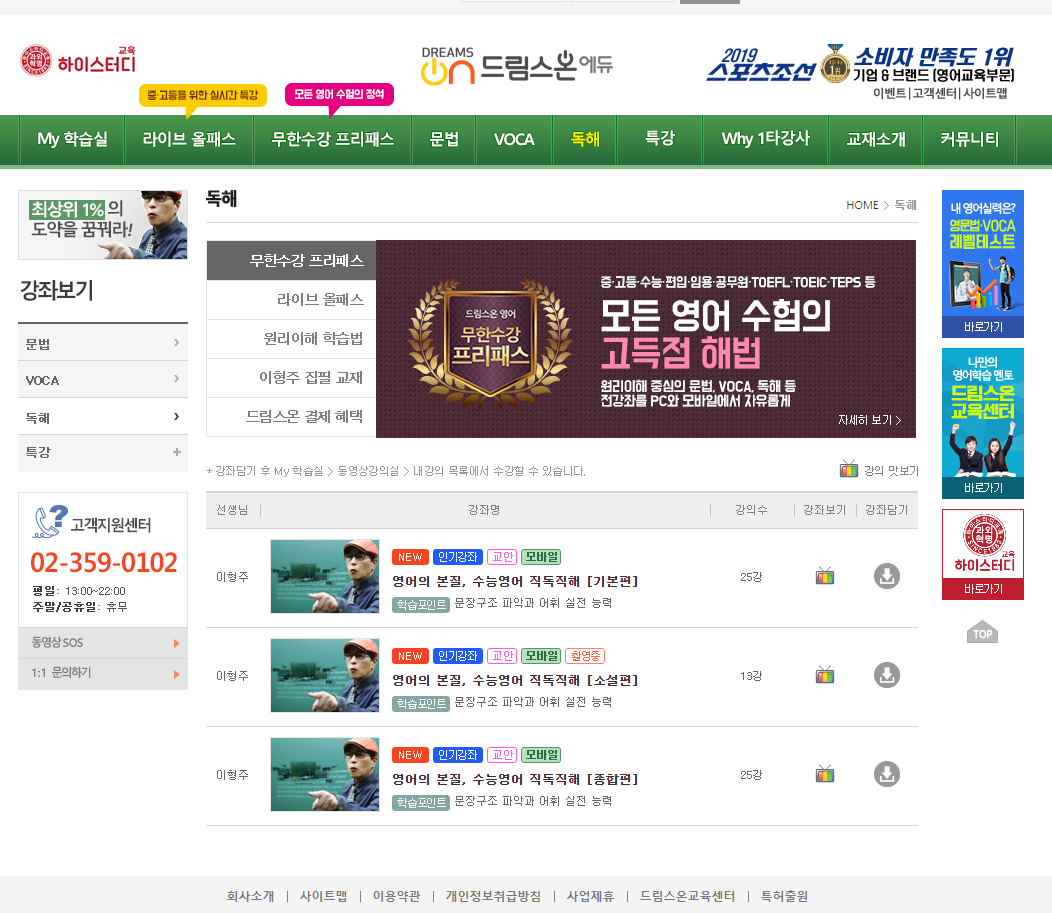 교육
하이스터디
DREAMS
ON 드림스온에듀
2019
스포츠조선
소비자 만족도 1위
기업 & 브랜드 (영어교육부문)
이벤트|고객센터|사이트맵
중·고등을 위한 실시간 특강
모든 영어 수험의 정석
My 학습실 라이브 올패스 무한수강 프리패스 문법 VOCA 독해 특강 Why 1타강사 교재소개 커뮤니티
최상위 1%의
도약을 꿈꿔라!
강좌보기
문법
VOCA
독해
특강
고객지원센터
02-359-0102
평일: 13:00~22:00
주말/공휴일: 휴무
동영상 SOS
1:1 문의하기
독해
HOME > 독해
무한수강 프리패스
라이브 올패스
원리이해 학습법
이형주 집필 교재
드림스온 결제 혜택
드림스온 영어
무한수강
프리패스
중·고등·수능·편입·임용·공무원·TOEFL·TOEIC·TEPS 등
모든 영어 수험의
고득점 해법
원리이해 중심의 문법, VOCA, 독해 등
전강좌를 PC와 모바일에서 자유롭게
자세히 보기 >
* 강좌담기 후 My 학습실 > 동영상강의실 > 내강의 목록에서 수강할 수 있습니다.
강의 맛보기
선생님 강좌명 강의수 강좌보기 강좌담기
NEW 인기강좌 교안 모바일
이형주 영어의 본질, 수능영어 직독직해 [기본편] 25강
학습포인트 문장구조 파악과 어휘 실전 능력
NEW 인기강좌 교안 모바일 촬영중
이형주 영어의 본질, 수능영어 직독직해 [소설편] 13강
학습포인트 문장구조 파악과 어휘 실전 능력
NEW 인기강좌 교안 모바일
이형주 영어의 본질, 수능영어 직독직해 [종합편] 25강
학습포인트 문장구조 파악과 어휘 실전 능력
내 영어실력은?
영문법·VOCA
레벨테스트
바로가기
나만의
영어학습 멘토
드림스온
교육센터
바로가기
과외
혁명
교육
하이스터디
바로가기
TOP
회사소개 | 사이트맵 | 이용약관 | 개인정보취급방침 | 사업제휴 | 드림스온교육센터 | 특허출원